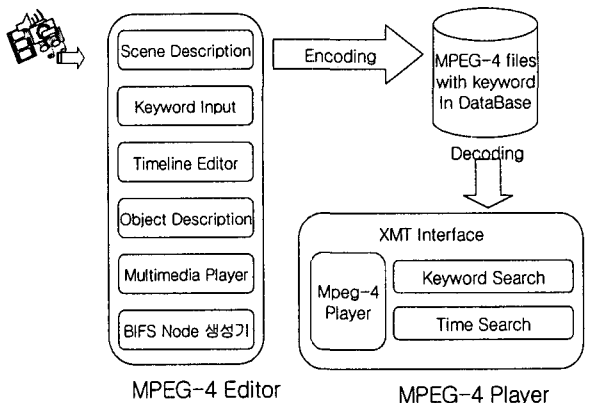 Scene Description
Keyword Input
Timeline Editor
Object Description
Multimedia Player
BIFS Node 생성기
MPEG-4 Editor
Encoding
MPEG-4 files
with keyword
In DataBase
Decoding
XMT Interface
Mpeg-4
Player
Keyword Search
Time Search
MPEG-4 Player